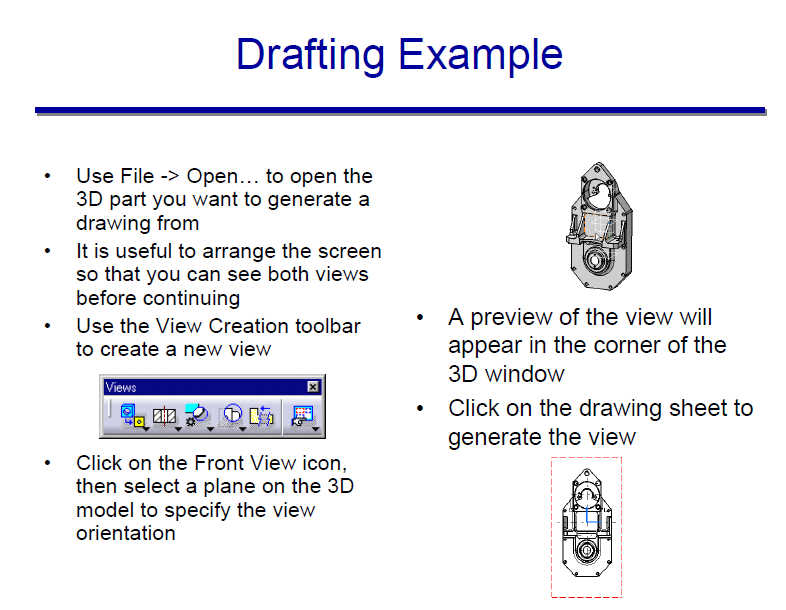 Drafting Example
• Use File -> Open… to open the
3D part you want to generate a
drawing from
• It is useful to arrange the screen
so that you can see both views
before continuing
• Use the View Creation toolbar
to create a new view
Views
• Click on the Front View icon,
then select a plane on the 3D
model to specify the view
orientation
• A preview of the view will
appear in the corner of the
3D window
• Click on the drawing sheet to
generate the view